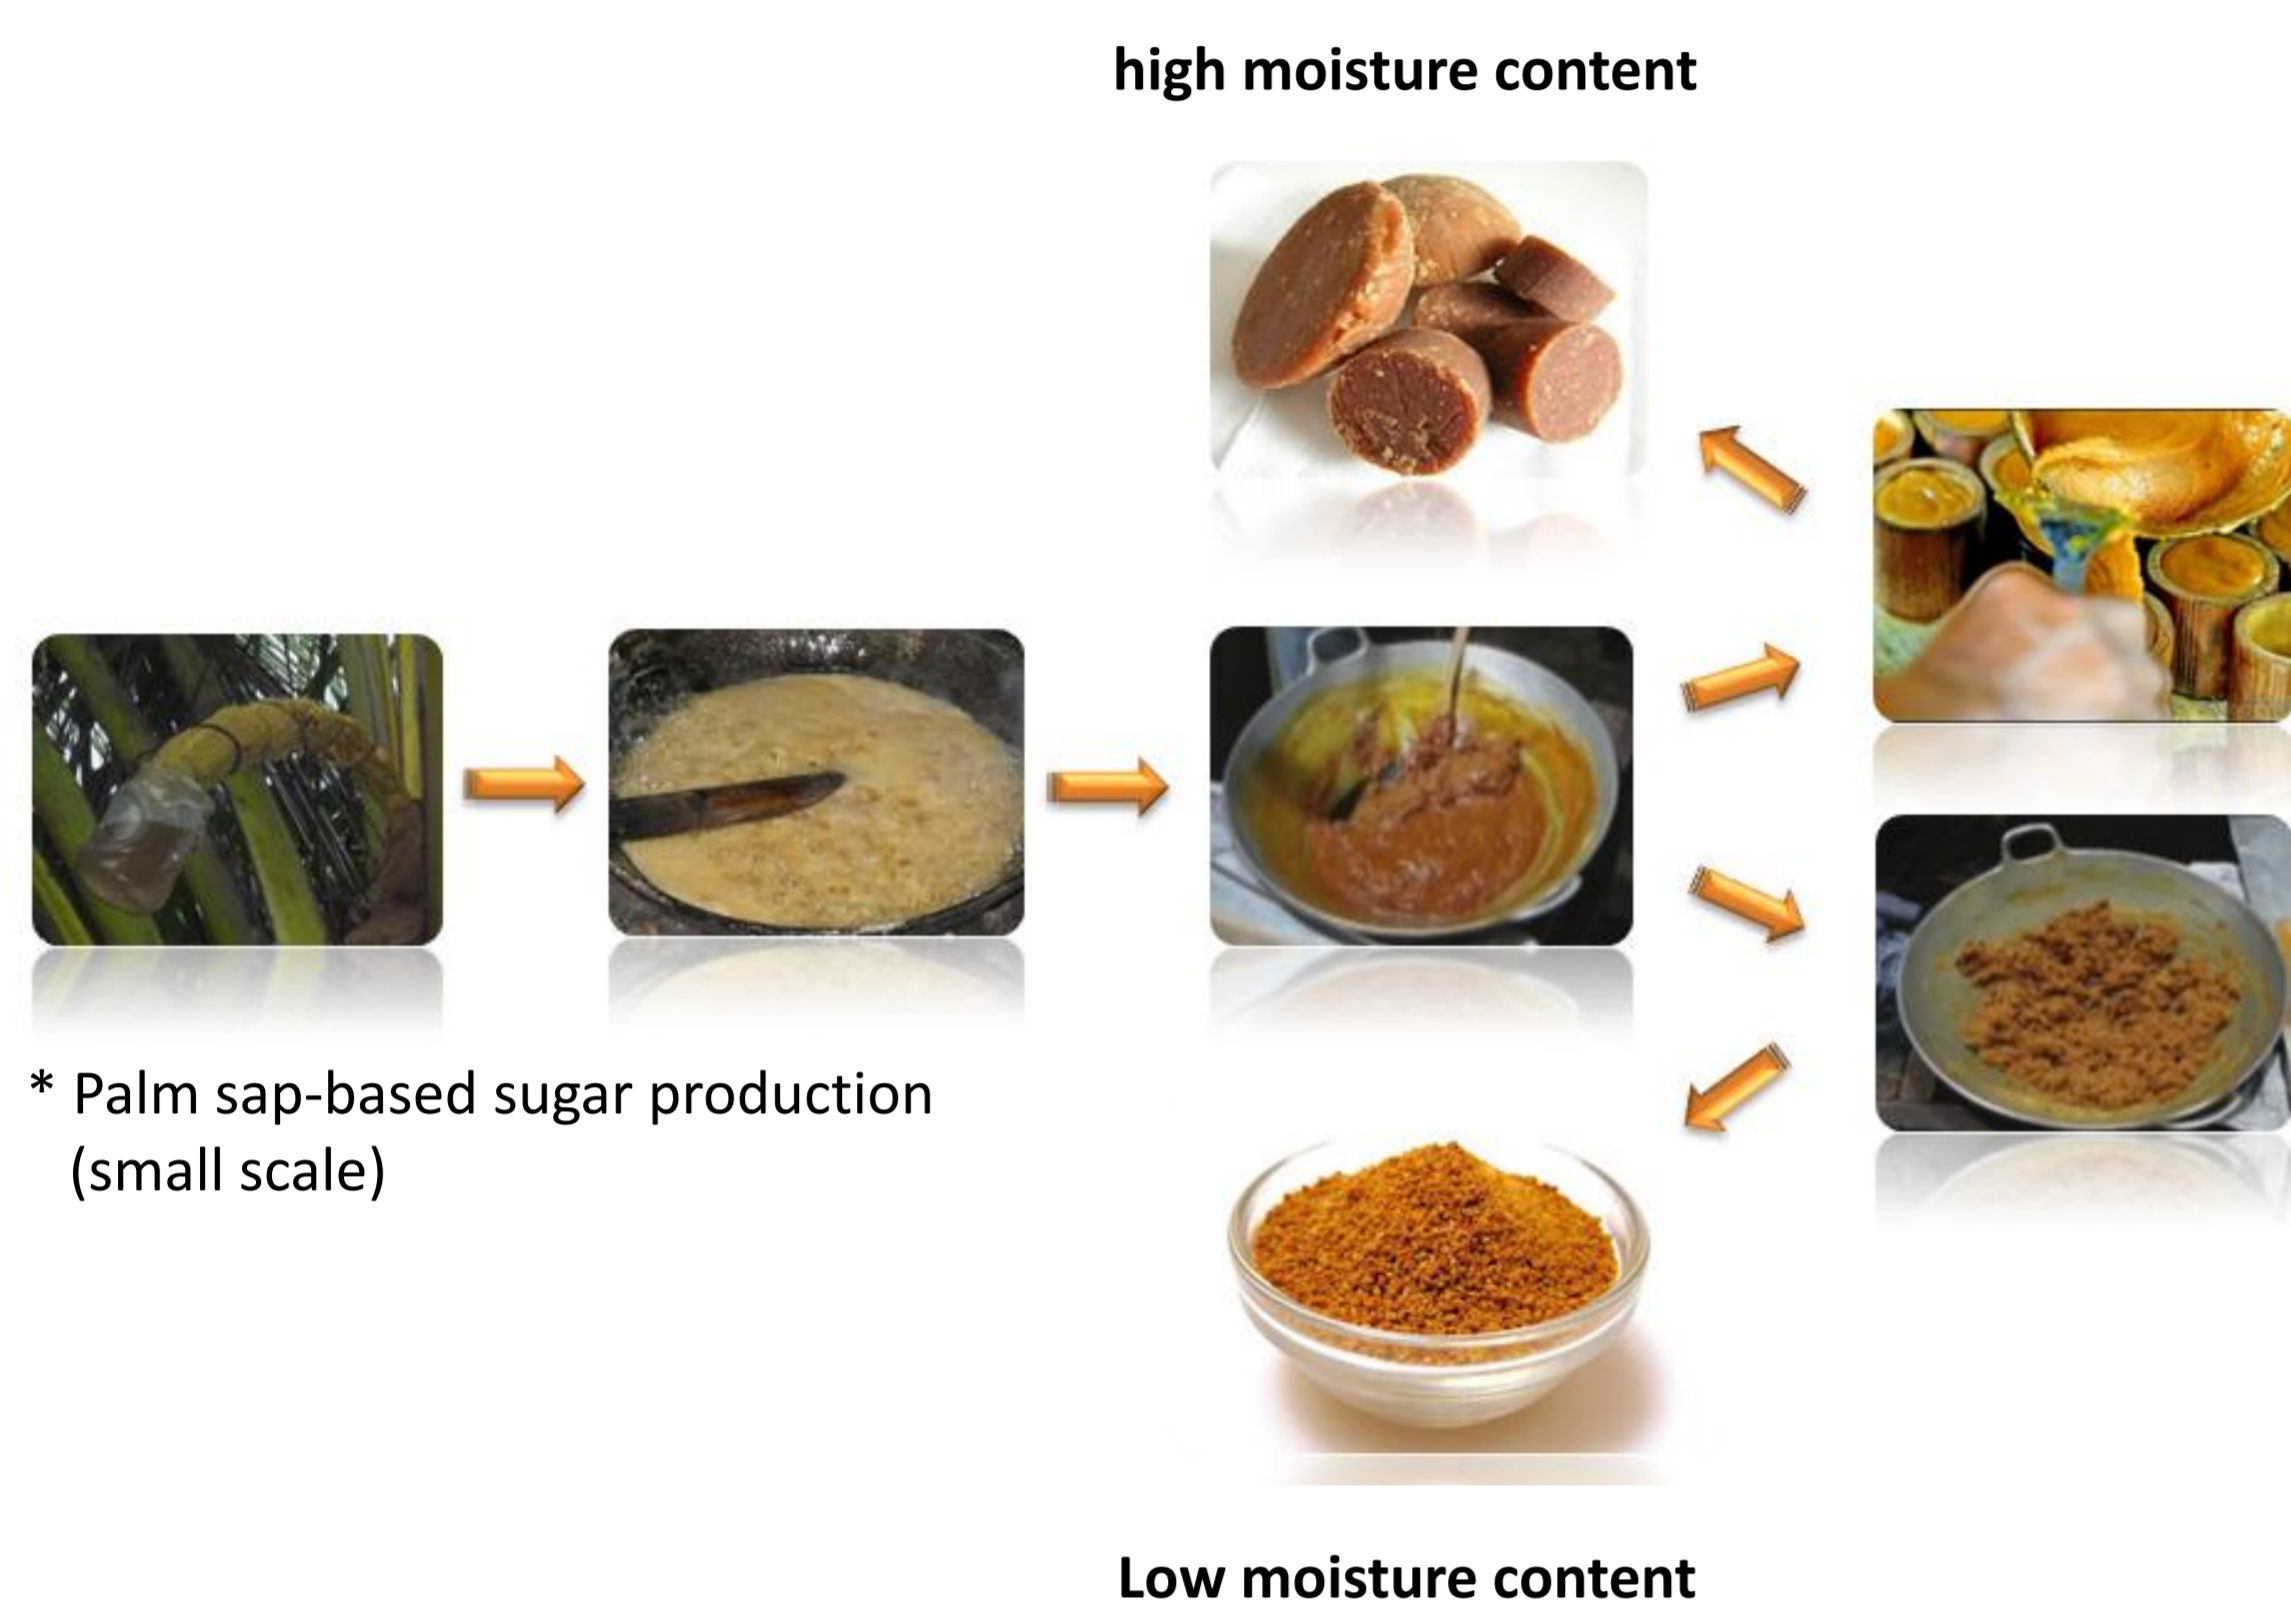 high moisture content
* Palm sap-based sugar production
(small scale)
Low moisture content